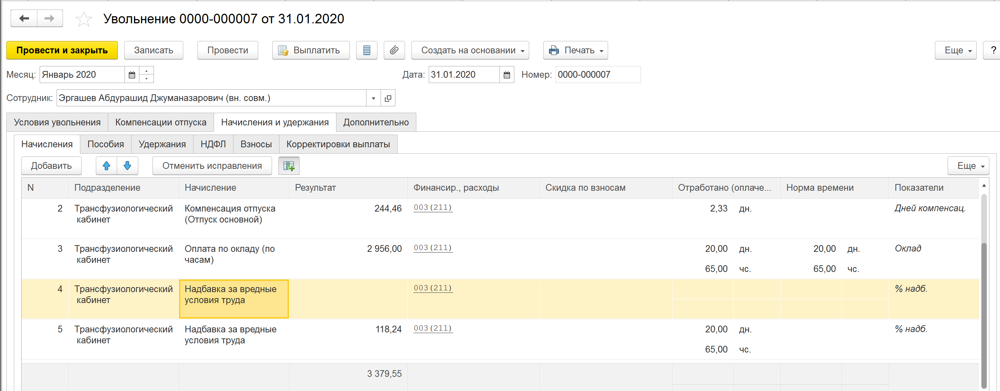 Увольнение 0000-000007 от 31.01.2020
Провести и закрыть Записать Провести Выплатить Создать на основании Печать Еще ?
Месяц: Январь 2020 Дата: 31.01.2020 Номер: 0000-000007
Сотрудник: Эргашев Абдурашид Джуманазарович (вн. совм.)
Условия увольнения Компенсации отпуска Начисления и удержания Дополнительно
Начисления Пособия Удержания НДФЛ Взносы Корректировки выплаты
Добавить Отменить исправления Еще
N Подразделение Начисление Результат Финансир., расходы Скидка по взносам Отработано (оплаче... Норма времени Показатели
2 Трансфузиологический Компенсация отпуска 244,46 003(211) 2,33 дн. Дней компенсац.
кабинет (Отпуск основной)
3 Трансфузиологический Оплата по окладу (по 2 956,00 003(211) 20,00 дн. 20,00 дн. Оклад
кабинет часам)
65,00 чс. 65,00 чс.
4 Трансфузиологический Надбавка за вредные 003(211) % надб.
кабинет условия труда
5 Трансфузиологический Надбавка за вредные 118,24 003(211) 20,00 дн. % надб.
кабинет условия труда
65,00 чс.
3 379,55